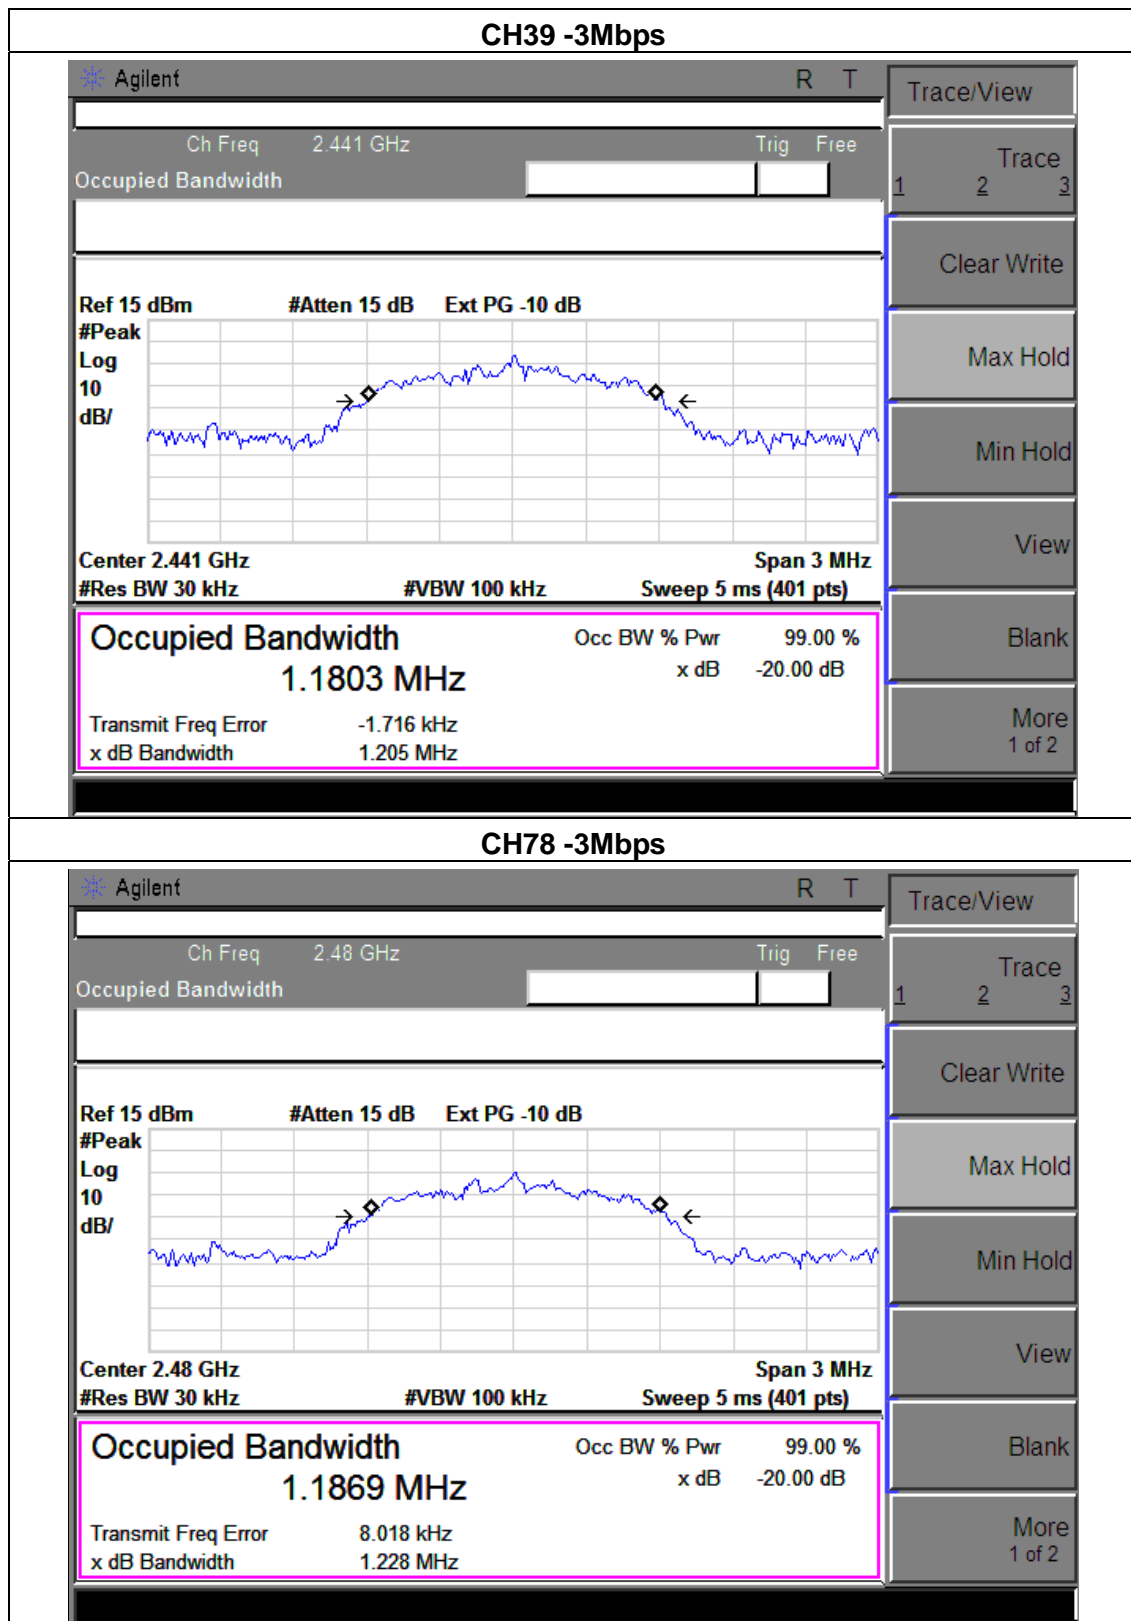 CH39 -3Mbps
Agilent R T
Trace/View
Ch Freq 2.441 GHz Trig Free
Occupied Bandwidth
Trace
1 2 3
Clear Write
Ref 15 dBm #Atten 15 dB Ext PG -10 dB
#Peak
Log
10
dB/
Max Hold
Min Hold
View
Center 2.441 GHz Span 3 MHz
#Res BW 30 kHz #VBW 100 kHz Sweep 5 ms (401 pts)
Occupied Bandwidth Occ BW % Pwr 99.00 %
1.1803 MHz x dB -20.00 dB
Transmit Freq Error -1.716 kHz
x dB Bandwidth 1.205 MHz
Blank
More
1 of 2
CH78 -3Mbps
Agilent R T
Trace/View
Ch Freq 2.48 GHz Trig Free
Occupied Bandwidth
Trace
1 2 3
Clear Write
Ref 15 dBm #Atten 15 dB Ext PG -10 dB
#Peak
Log
10
dB/
Max Hold
Min Hold
View
Center 2.48 GHz Span 3 MHz
#Res BW 30 kHz #VBW 100 kHz Sweep 5 ms (401 pts)
Occupied Bandwidth Occ BW % Pwr 99.00 %
1.1869 MHz x dB -20.00 dB
Transmit Freq Error 8.018 kHz
x dB Bandwidth 1.228 MHz
Blank
More
1 of 2